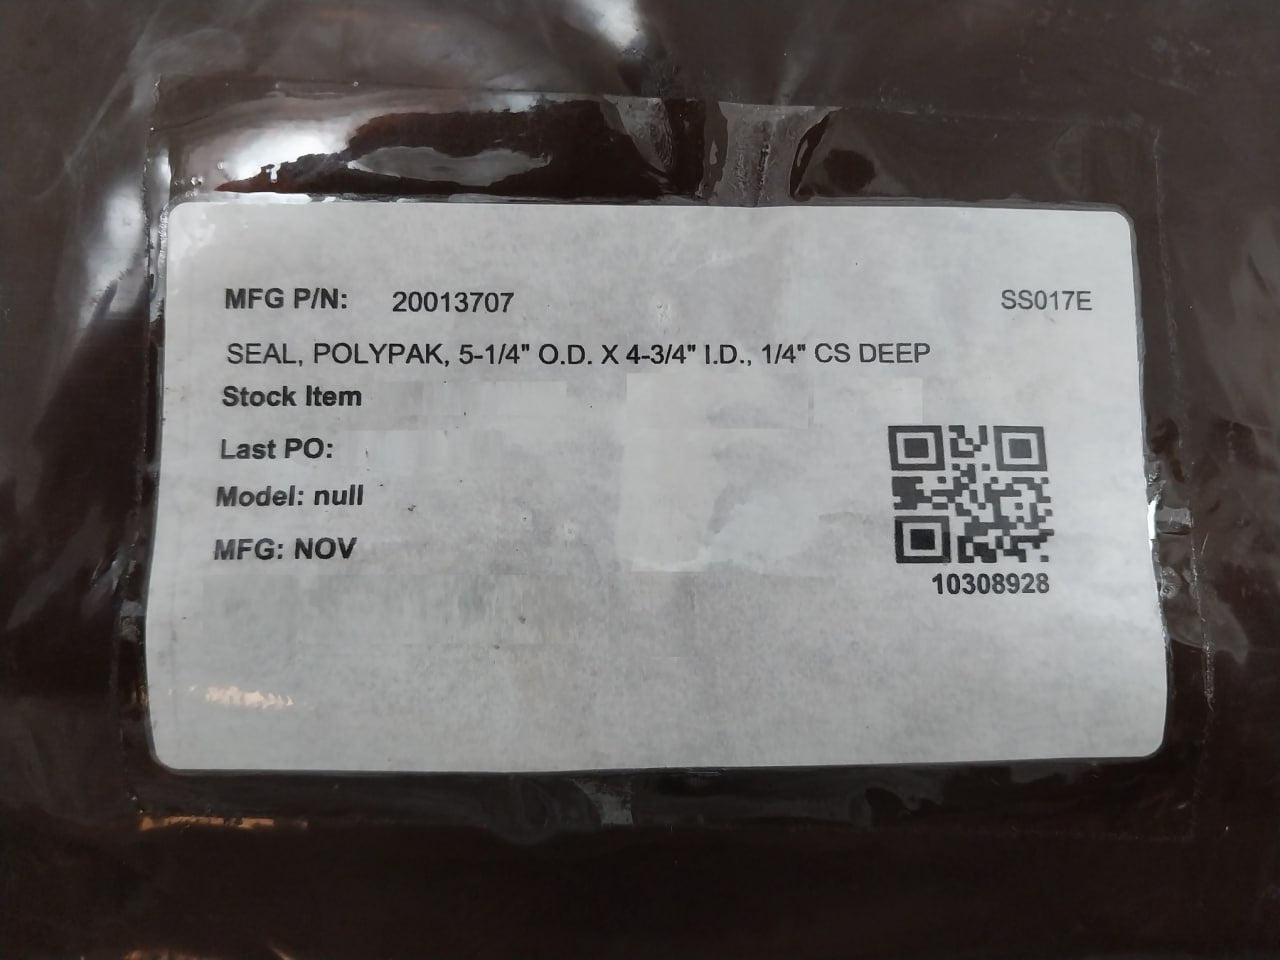 MFG P/N: 20013707 SS017E
SEAL, POLYPAK, 5-1/4" O.D. X 4-3/4" I.D., 1/4" CS DEEP
Stock Item
Last PO:
Model: null
MFG: NOV
10308928